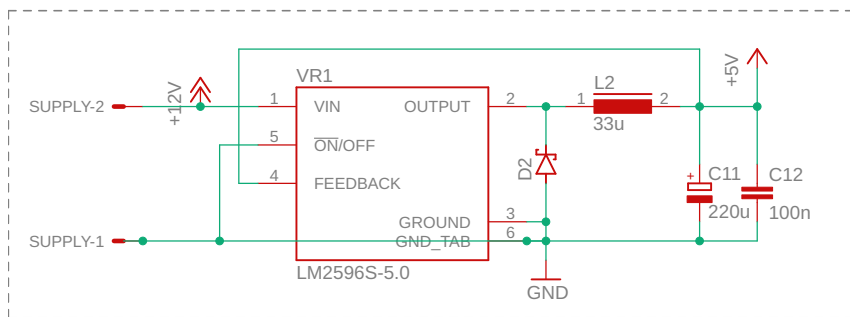 VR1
SUPPLY-2
+12V
1
VIN
OUTPUT
2
1
L2
2
33u
+5V
5
ON/OFF
4
FEEDBACK
D2
+
C11
220u
C12
100n
GROUND
3
SUPPLY-1
GND_TAB
6
LM2596S-5.0
GND